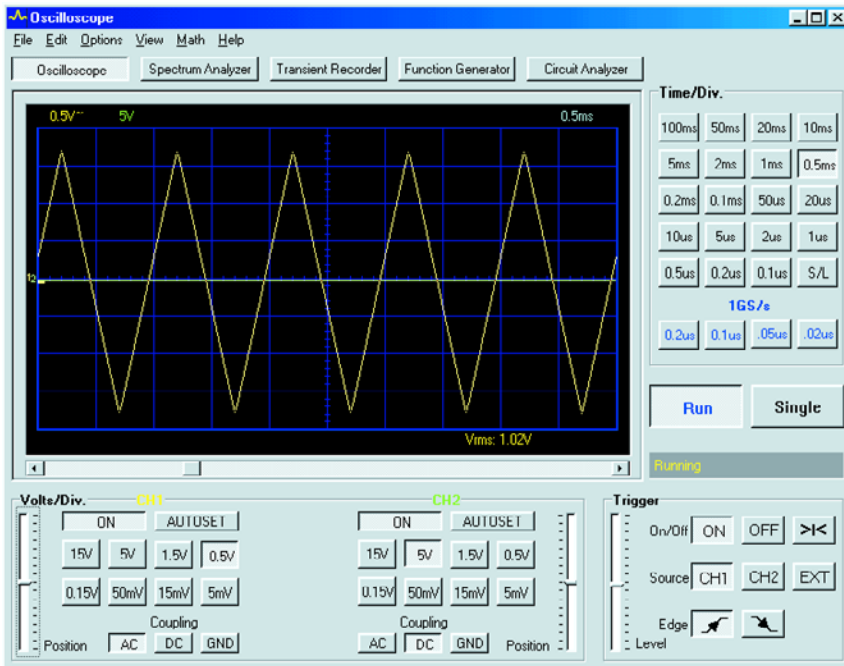 Oscilloscope
File Edit Options View Math Help
Oscilloscope Spectrum Analyzer Transient Recorder Function Generator Circuit Analyzer
0.5V~ 5V 0.5ms
12
Vrms: 1.02V
Time/Div.
100ms 50ms 20ms 10ms
5ms 2ms 1ms 0.5ms
0.2ms 0.1ms 50us 20us
10us 5us 2us 1us
0.5us 0.2us 0.1us S/L
1GS/s
0.2us 0.1us .05us .02us
Run Single
Running
Volts/Div. CH1 CH2
ON AUTOSET ON AUTOSET
15V 5V 1.5V 0.5V 15V 5V 1.5V 0.5V
0.15V 50mV 15mV 5mV 0.15V 50mV 15mV 5mV
Coupling Coupling
Position AC DC GND AC DC GND Position
Trigger
On/Off ON OFF >I<
Source CH1 CH2 EXT
Edge
Level